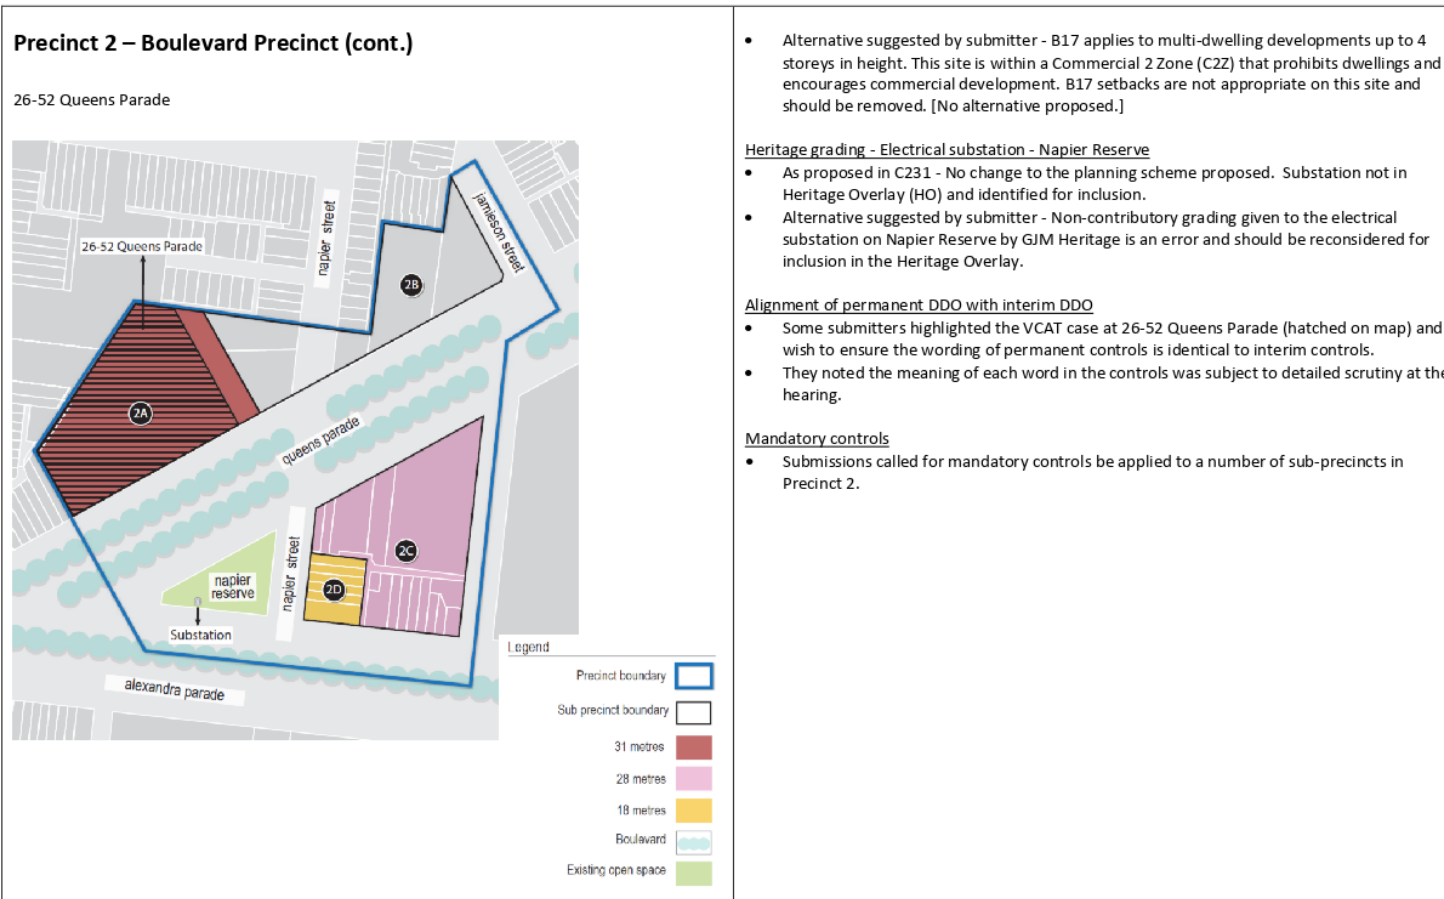 Precinct 2 – Boulevard Precinct (cont.)
26-52 Queens Parade
26-52 Queens Parade
napier street
jamieson street
2B
2A
queens parade
2C
2D
napier street
napier
reserve
Substation
alexandra parade
Legend
Precinct boundary
Sub precinct boundary
31 metres
28 metres
18 metres
Boulevard
Existing open space
• Alternative suggested by submitter - B17 applies to multi-dwelling developments up to 4
storeys in height. This site is within a Commercial 2 Zone (C2Z) that prohibits dwellings and
encourages commercial development. B17 setbacks are not appropriate on this site and
should be removed. [No alternative proposed.]
Heritage grading - Electrical substation - Napier Reserve
• As proposed in C231 - No change to the planning scheme proposed. Substation not in
Heritage Overlay (HO) and identified for inclusion.
• Alternative suggested by submitter - Non-contributory grading given to the electrical
substation on Napier Reserve by GJM Heritage is an error and should be reconsidered for
inclusion in the Heritage Overlay.
Alignment of permanent DDO with interim DDO
• Some submitters highlighted the VCAT case at 26-52 Queens Parade (hatched on map) and
wish to ensure the wording of permanent controls is identical to interim controls.
• They noted the meaning of each word in the controls was subject to detailed scrutiny at the
hearing.
Mandatory controls
• Submissions called for mandatory controls be applied to a number of sub-precincts in
Precinct 2.